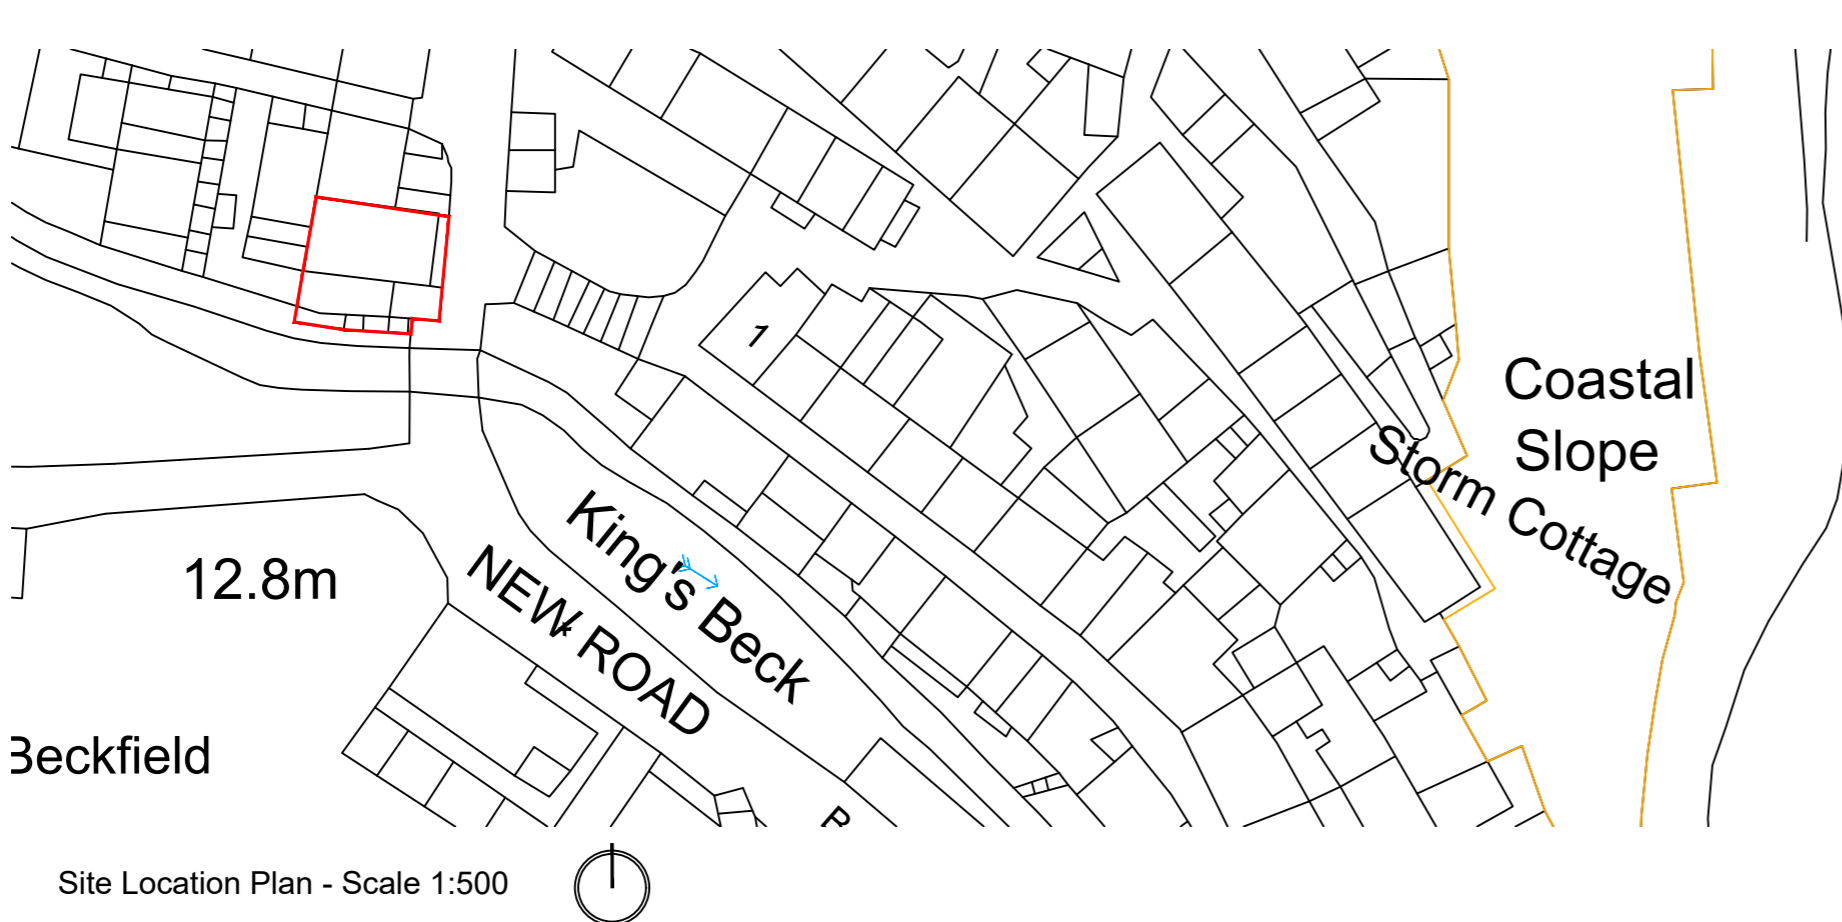 1
Coastal
Slope
Storm Cottage
King's Beck
NEW ROAD
12.8m
Beckfield
Site Location Plan - Scale 1:500